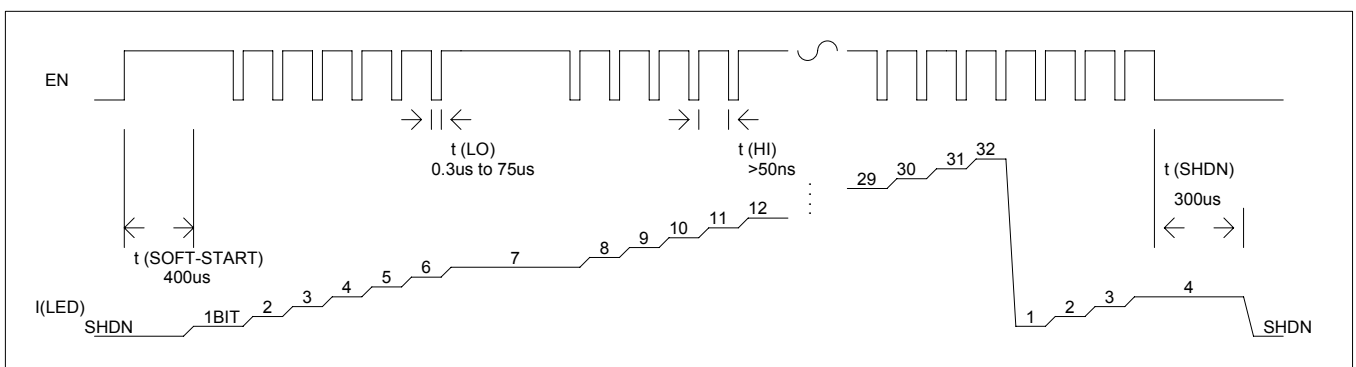 EN
t (LO)
0.3us to 75us
t (HI)
>50ns
t (SHDN)
300us
t (SOFT-START)
400us
I(LED)
SHDN
1BIT
2
3
4
5
6
7
8
9
10
11
12
29
30
31
32
1
2
3
4
SHDN